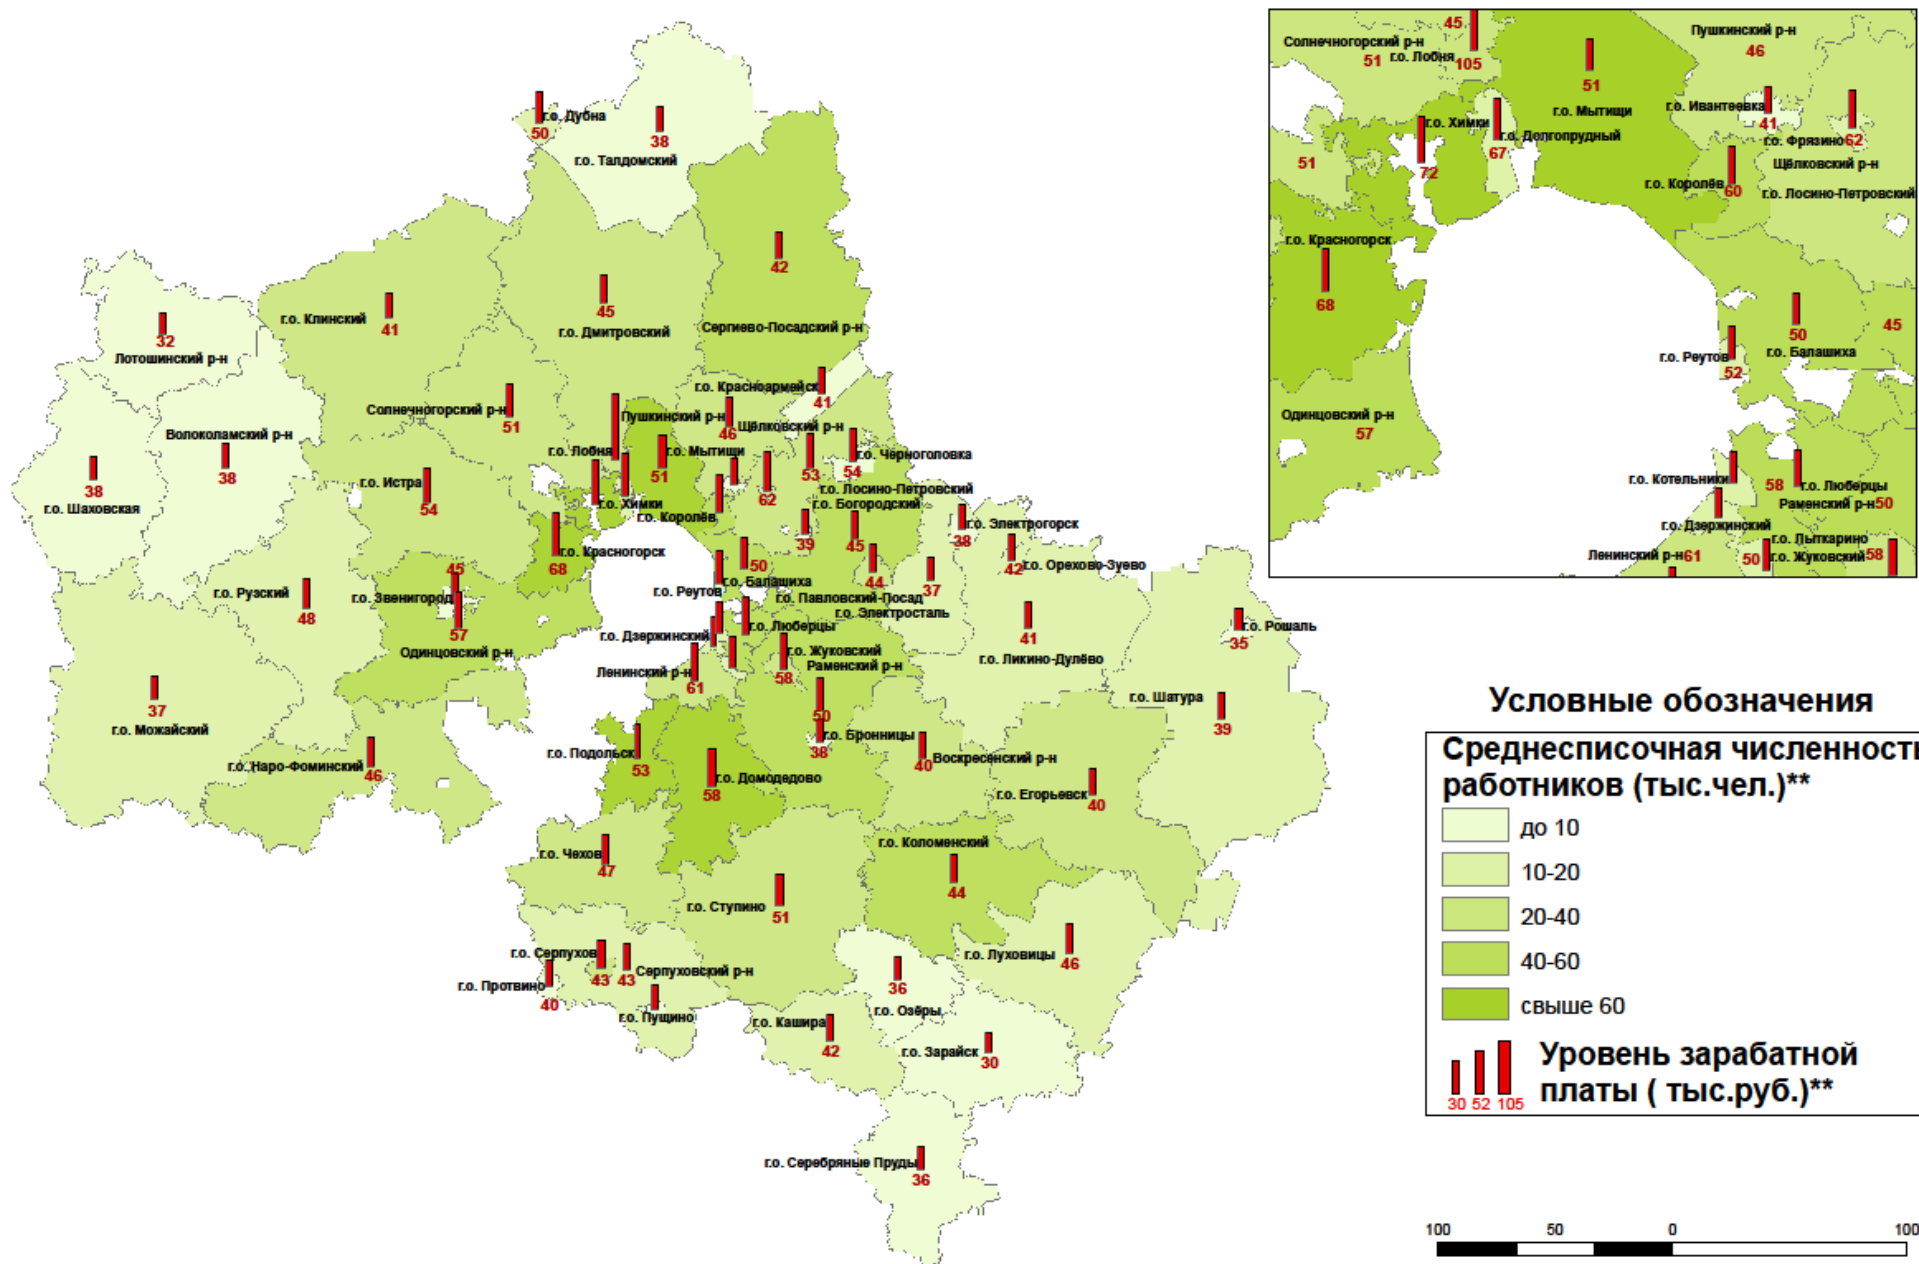 г.о. Дубна
50
38
г.о. Талдомский
42
Сергиево-Посадский р-н
45
г.о. Дмитровский
г.о. Клинский
41
32
Лотошинский р-н
г.о. Красноармейск
41
Солнечногорский р-н
51
Пушкинский р-н
46
Щёлковский р-н
Волоколамский р-н
38
38
г.о. Шаховская
г.о. Лобня
г.о. Мытищи
51
62
53
54
г.о. Черноголовка
г.о. Истра
54
г.о. Химки
г.о. Королёв
г.о. Лосино-Петровский
г.о. Богородский
39
45
г.о. Электрогорск
38
42
г.о. Орехово-Зуево
г.о. Красногорск
68
50
44
37
45
г.о. Звенигород
57
Одинцовский р-н
г.о. Рузский
48
г.о. Реутов
г.о. Балашиха
г.о. Павловский-Посад
г.о. Электросталь
г.о. Дзержинский
г.о. Люберцы
41
г.о. Ликино-Дулёво
35
г.о. Рошаль
Ленинский р-н
61
г.о. Жуковский
Раменский р-н
58
37
г.о. Можайский
г.о. Шатура
39
50
г.о. Бронницы
38
г.о. Подольск
53
г.о. Домодедово
58
40
Воскресенский р-н
г.о. Наро-Фоминский
46
г.о. Егорьевск
40
г.о. Чехов
47
г.о. Коломенский
44
г.о. Ступино
51
г.о. Серпухов
43
43
Серпуховский р-н
г.о. Луховицы
46
г.о. Протвино
40
г.о. Пущино
36
г.о. Озёры
г.о. Кашира
42
г.о. Зарайск
30
г.о. Серебряные Пруды
36
45
Солнечногорский р-н
51
г.о. Лобня
105
51
г.о. Мытищи
Пушкинский р-н
46
г.о. Ивантеевка
41
г.о. Фрязино
62
г.о. Химки
72
г.о. Долгопрудный
67
51
Щёлковский р-н
г.о. Королёв
60
г.о. Лосино-Петровский
г.о. Красногорск
68
50
г.о. Балашиха
45
г.о. Реутов
52
Одинцовский р-н
57
г.о. Котельники
58
г.о. Люберцы
Раменский р-н
50
г.о. Дзержинский
г.о. Лыткарино
Ленинский р-н
61
50
г.о. Жуковский
58
Условные обозначения
Среднесписочная численность
работников (тыс.чел.)**
до 10
10-20
20-40
40-60
свыше 60
Уровень зарабатной
платы ( тыс.руб.)**
30 52 105
100 50 0 100